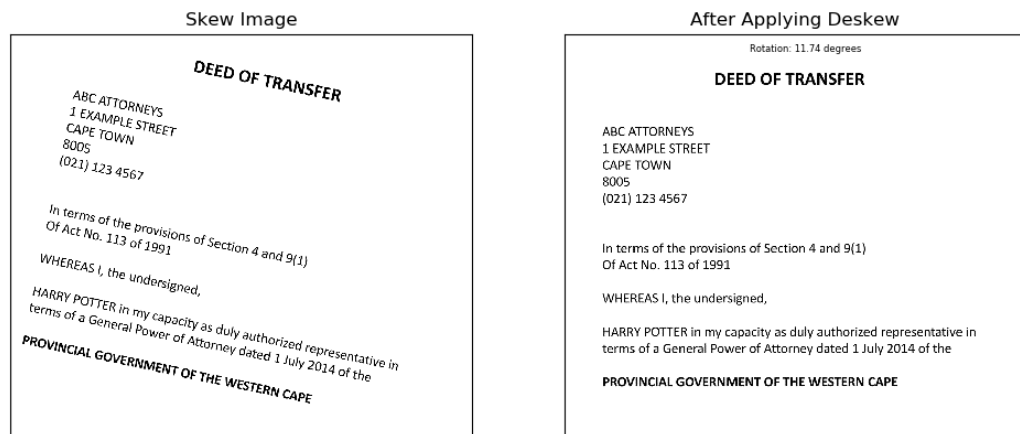 Skew Image
DEED OF TRANSFER
ABC ATTORNEYS
1 EXAMPLE STREET
CAPE TOWN
8005
(021) 123 4567
In terms of the provisions of Section 4 and 9(1)
Of Act No. 113 of 1991
WHEREAS I, the undersigned,
HARRY POTTER in my capacity as duly authorized representative in
terms of a General Power of Attorney dated 1 July 2014 of the
PROVINCIAL GOVERNMENT OF THE WESTERN CAPE
After Applying Deskew
Rotation: 11.74 degrees
DEED OF TRANSFER
ABC ATTORNEYS
1 EXAMPLE STREET
CAPE TOWN
8005
(021) 123 4567
In terms of the provisions of Section 4 and 9(1)
Of Act No. 113 of 1991
WHEREAS I, the undersigned,
HARRY POTTER in my capacity as duly authorized representative in
terms of a General Power of Attorney dated 1 July 2014 of the
PROVINCIAL GOVERNMENT OF THE WESTERN CAPE